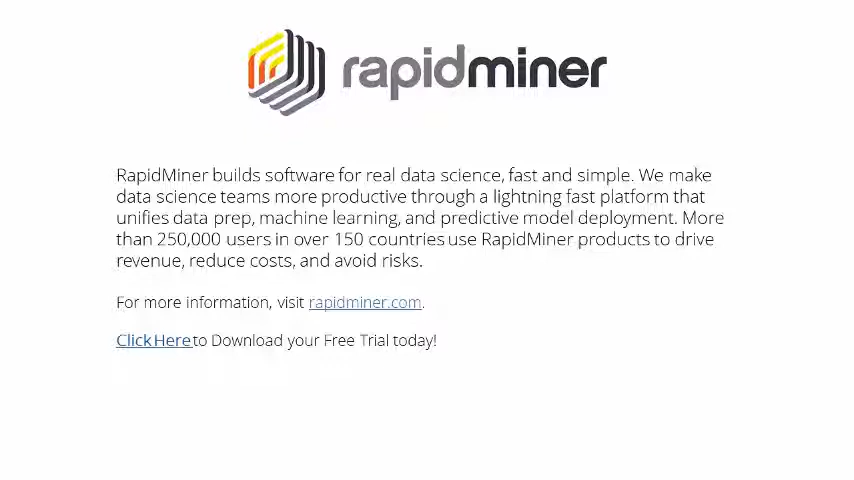 rapidminer
RapidMiner builds software for real data science, fast and simple. We make
data science teams more productive through a lightning fast platform that
unifies data prep, machine learning, and predictive model deployment. More
than 250,000 users in over 150 countries use RapidMiner products to drive
revenue, reduce costs, and avoid risks.
For more information, visit rapidminer.com.
Click Here to Download your Free Trial today!